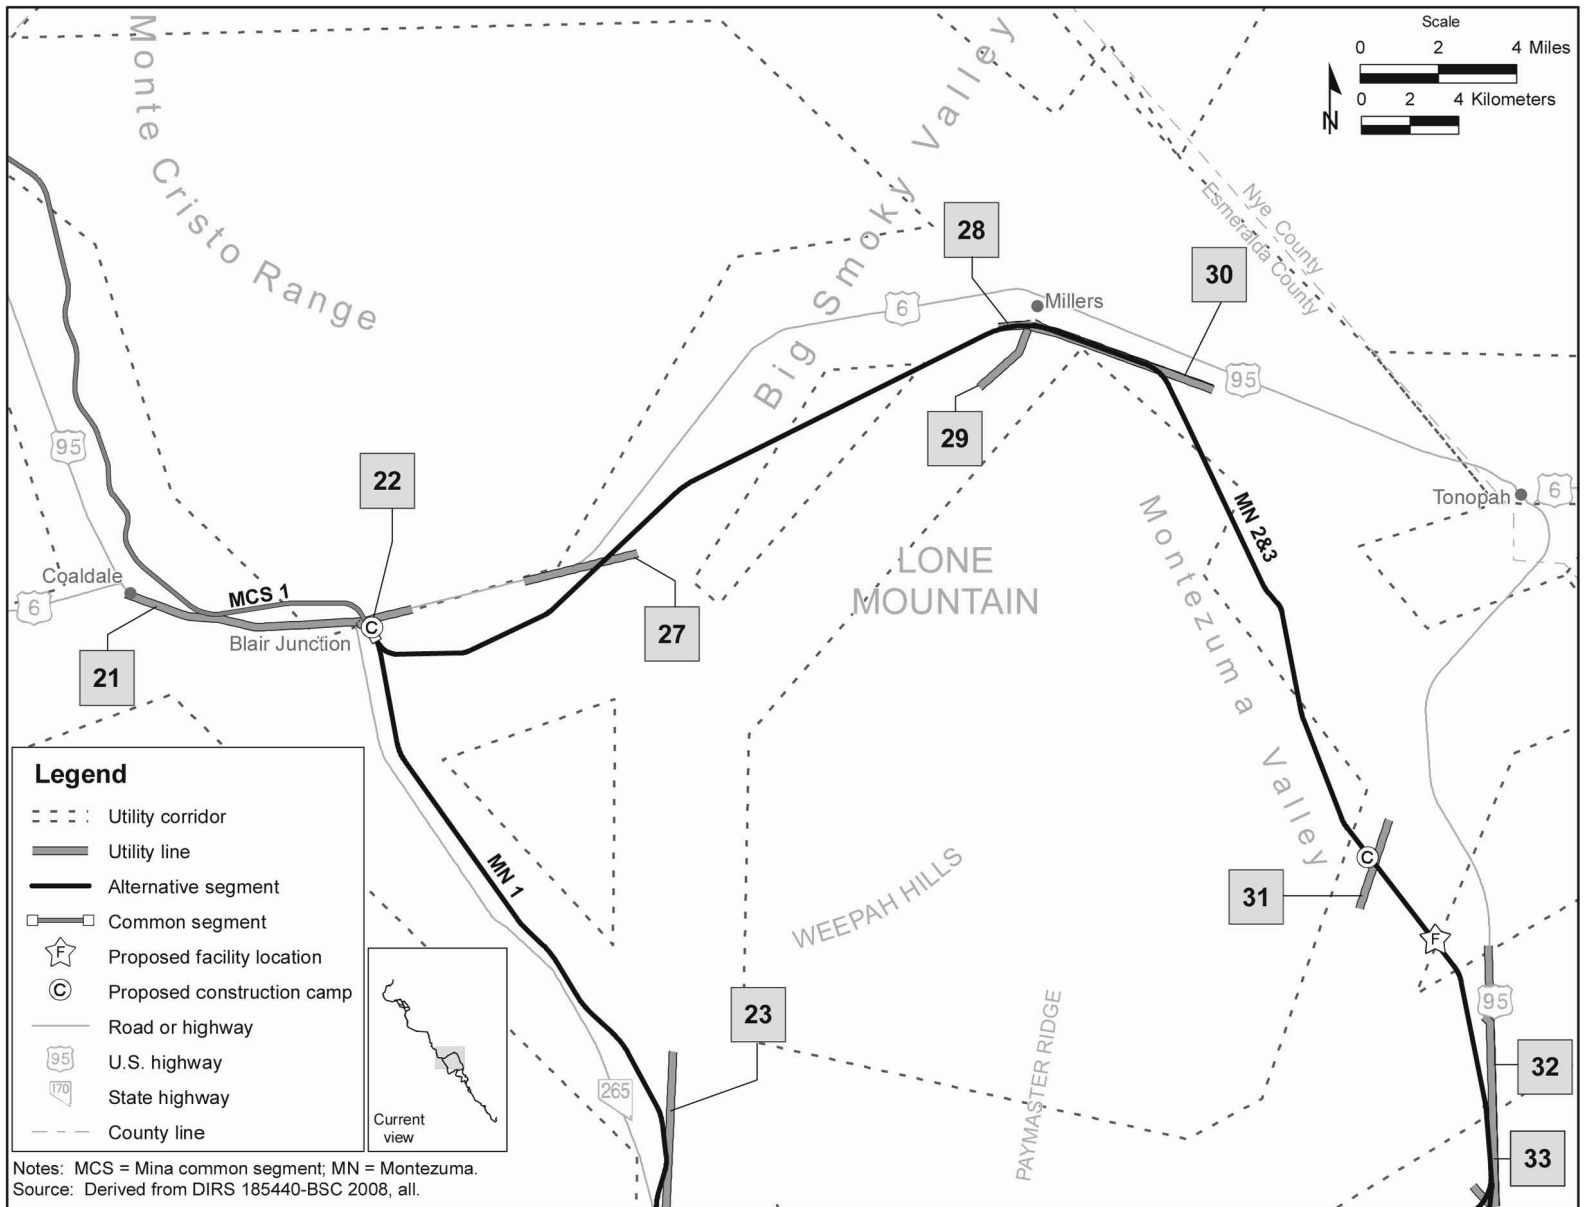 Monte Cristo Range
Big Smoky Valley
Scale
0 2 4 Miles
0 2 4 Kilometers
N
Nye County
Esmeralda County
28
30
Millers
6
95
29
95
22
Tonopah
6
MN 2&3
Montezuma Valley
LONE
MOUNTAIN
Coaldale
6
MCS 1
C
Blair Junction
27
21
Legend
Utility corridor
Utility line
Alternative segment
Common segment
F Proposed facility location
C Proposed construction camp
Road or highway
95 U.S. highway
170 State highway
County line
Current
view
MN 1
WEEPAH HILLS
C
31
F
95
23
PAYMASTER RIDGE
265
32
33
Notes: MCS = Mina common segment; MN = Montezuma.
Source: Derived from DIRS 185440-BSC 2008, all.